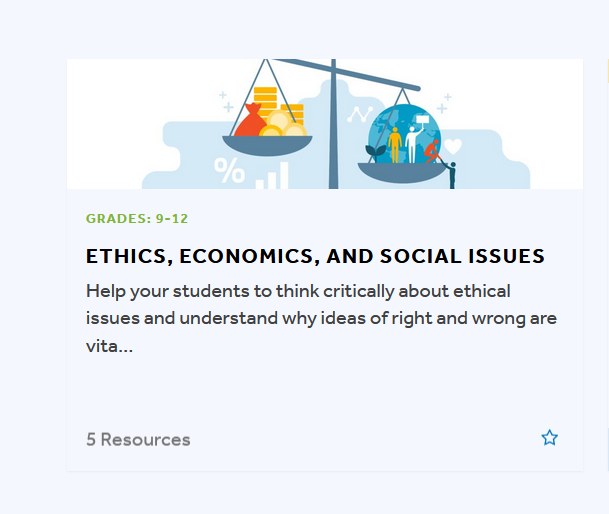 %
GRADES: 9-12
ETHICS, ECONOMICS, AND SOCIAL ISSUES
Help your students to think critically about ethical
issues and understand why ideas of right and wrong are
vita...
5 Resources